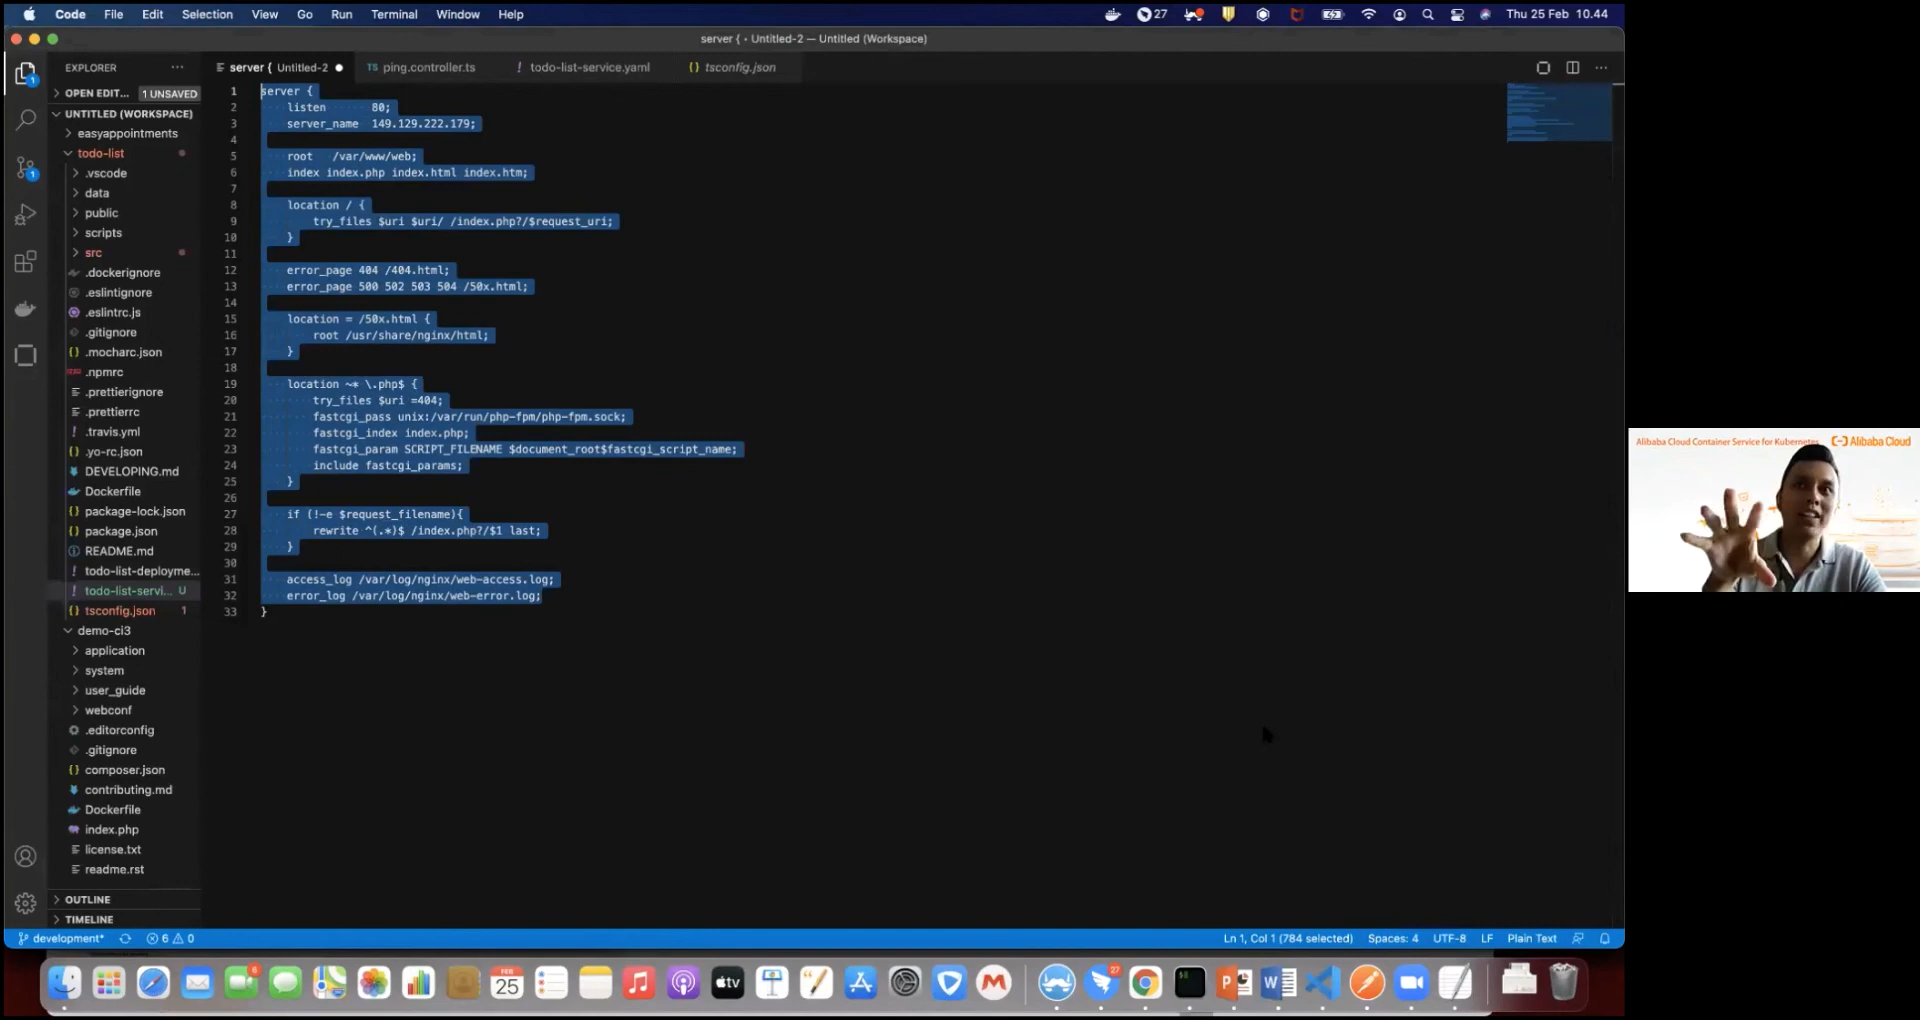 Code File Edit Selection View Go Run Terminal Window Help
27
Thu 25 Feb 10.44
server { • Untitled-2 — Untitled (Workspace)
EXPLORER ...
server { Untitled-2
TS ping.controller.ts
! todo-list-service.yaml
{} tsconfig.json
...
OPEN EDIT... 1 UNSAVED
UNTITLED (WORKSPACE)
easyappointments
todo-list
.vscode
data
public
scripts
src
.dockerignore
.eslintignore
.eslintrc.js
.gitignore
{} .mocharc.json
.npmrc
.prettierignore
.prettierrc
! .travis.yml
{} .yo-rc.json
DEVELOPING.md
Dockerfile
{} package-lock.json
{} package.json
README.md
! todo-list-deployme...
! todo-list-servi... U
tsconfig.json 1
demo-ci3
application
system
user_guide
webconf
.editorconfig
.gitignore
{} composer.json
contributing.md
Dockerfile
index.php
license.txt
readme.rst
OUTLINE
TIMELINE
1 server {
2 listen 80;
3 server_name 149.129.222.179;
4
5 root /var/www/web;
6 index index.php index.html index.htm;
7
8 location / {
9 try_files $uri $uri/ /index.php?/$request_uri;
10 }
11
12 error_page 404 /404.html;
13 error_page 500 502 503 504 /50x.html;
14
15 location = /50x.html {
16 root /usr/share/nginx/html;
17 }
18
19 location ~* \.php$ {
20 try_files $uri =404;
21 fastcgi_pass unix:/var/run/php-fpm/php-fpm.sock;
22 fastcgi_index index.php;
23 fastcgi_param SCRIPT_FILENAME $document_root$fastcgi_script_name;
24 include fastcgi_params;
25 }
26
27 if (!-e $request_filename){
28 rewrite ^(.*)$ /index.php?/$1 last;
29 }
30
31 access_log /var/log/nginx/web-access.log;
32 error_log /var/log/nginx/web-error.log;
33 }
Alibaba Cloud Container Service for Kubernetes
Alibaba Cloud
development*
6
0
Ln 1, Col 1 (784 selected) Spaces: 4 UTF-8 LF Plain Text
6
FEB
25
tv
27